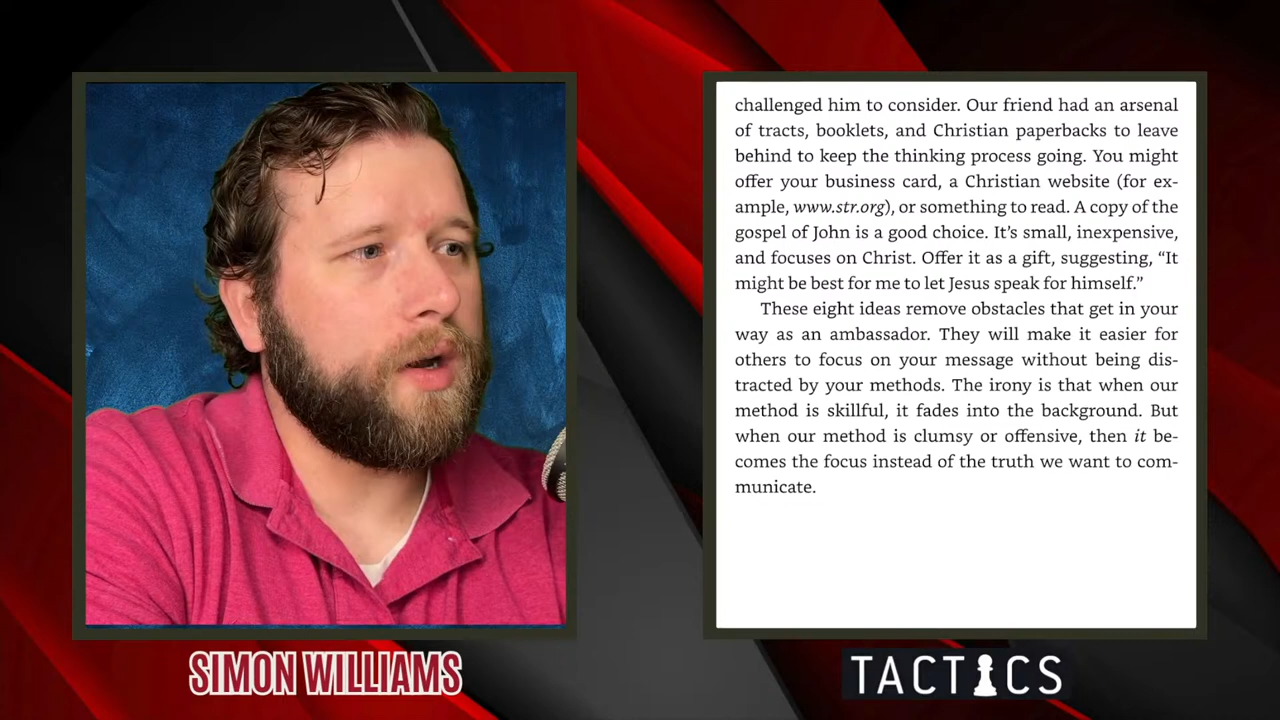 challenged him to consider. Our friend had an arsenal
of tracts, booklets, and Christian paperbacks to leave
behind to keep the thinking process going. You might
offer your business card, a Christian website (for ex-
ample, www.str.org), or something to read. A copy of the
gospel of John is a good choice. It's small, inexpensive,
and focuses on Christ. Offer it as a gift, suggesting, “It
might be best for me to let Jesus speak for himself.”
These eight ideas remove obstacles that get in your
way as an ambassador. They will make it easier for
others to focus on your message without being dis-
tracted by your methods. The irony is that when our
method is skillful, it fades into the background. But
when our method is clumsy or offensive, then it be-
comes the focus instead of the truth we want to com-
municate.
SIMON WILLIAMS
TACTICS